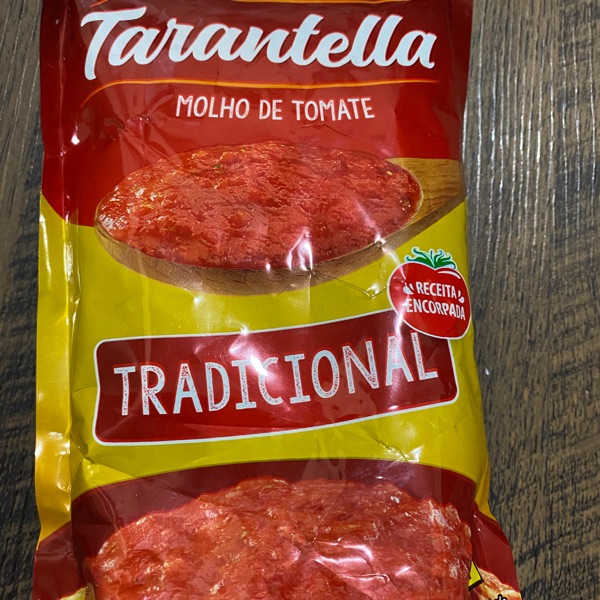 Tarantella
MOLHO DE TOMATE
RECEITA
ENCORPADA
TRADICIONAL